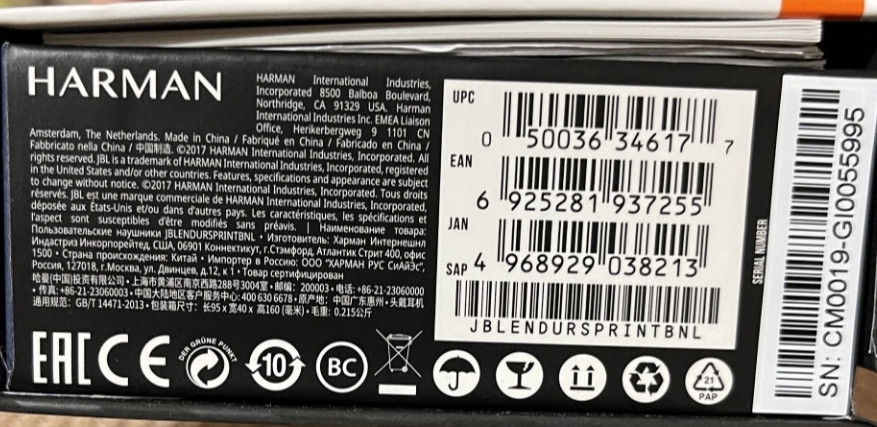 HARMAN
HARMAN International Industries,
Incorporated 8500 Balboa Boulevard,
Northridge, CA 91329 USA. Harman
International Industries Inc. EMEA Liaison
Office, Herikerbergweg 9 1101 CN
Amsterdam, The Netherlands. Made in China / Fabriqué en China / Fabricado en China /
Fabbricato nella China / 中国制造. ©2017 HARMAN International Industries, Incorporated. All
rights reserved. JBL is a trademark of HARMAN International Industries, Incorporated, registered
in the United States and/or other countries. Features, specifications and appearance are subject
to change without notice. ©2017 HARMAN International Industries, Incorporated. Tous droits
réservés. JBL est une marque commerciale de HARMAN International Industries, Incorporated,
déposée aux États-Unis et/ou dans d'autres pays. Les caractéristiques, les spécifications et
l'aspect sont susceptibles d'être modifiés sans préavis. | Наименование товара:
Пользовательские наушники JBLENDURSPRINTBNL • Изготовитель: Харман Интернешнл
Индастриз Инкорпорейтед, США, 06901 Коннектикут, г.Стэмфорд, Атлантик Стрит 400, офис
1500 • Страна происхождения: Китай • Импортер в Россию: ООО "ХАРМАН РУС СиАйЭс",
Россия, 127018, г.Москва, ул. Двинцев, д.12, к 1 • Товар сертифицирован
哈曼(中国)投资有限公司 • 上海市黄浦区南京西路288号3004室 • 邮编: 200003 • 电话: +86-21-23060000
• 传真: +86-21-23060003 • 中国大陆地区客户服务中心: 400 630 6678 • 原产地: 中国广东惠州 • 头戴耳机
通用规范: GB/T 14471-2013 • 包装箱尺寸: 长95 x 宽40 x 高160 (毫米) • 毛重: 0.215公斤
UPC
0 50036 34617 7
EAN
6 925281 937255
JAN
4 968929 038213
SAP
JBLENDURSPRINTBNL
SERIAL NUMBER
SN: CM0019-GI0055995
EAC CE DER GRÜNE PUNKT 10 BC 21
PAP